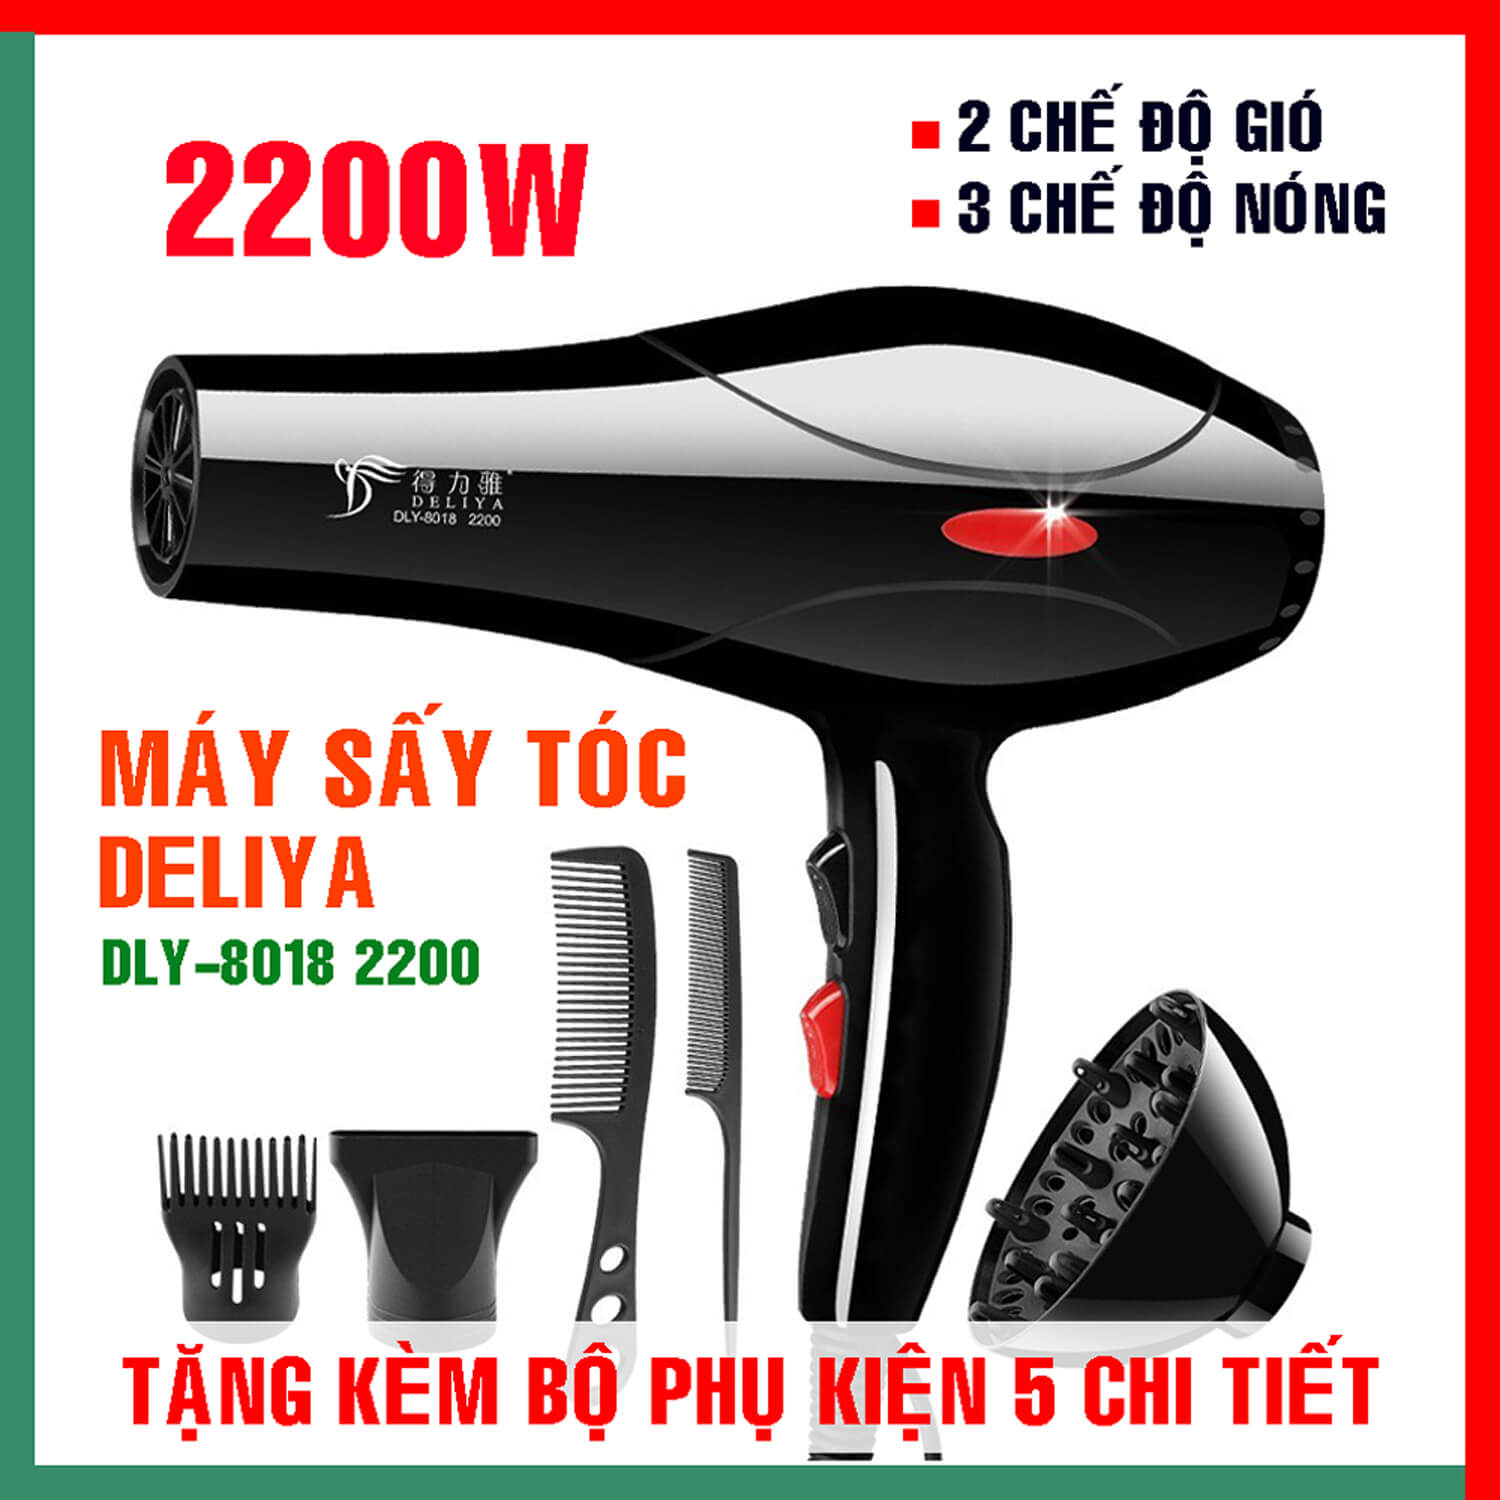 2200W
2 CHẾ ĐỘ GIÓ
3 CHẾ ĐỘ NÓNG
得力雅
DELIYA
DLY-8018 2200
MÁY SẤY TÓC
DELIYA
DLY-8018 2200
TẶNG KÈM BỘ PHỤ KIỆN 5 CHI TIẾT